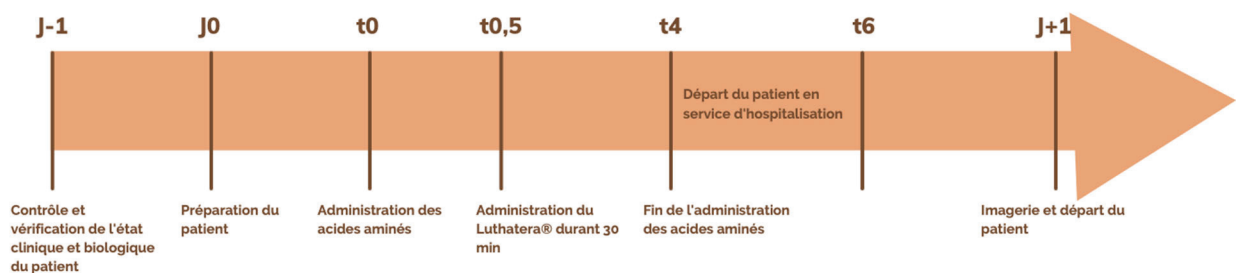 J-1
J0
t0
t0,5
t4
t6
J+1
Départ du patient en
service d'hospitalisation
Contrôle et
vérification de l'état
clinique et biologique
du patient
Préparation du
patient
Administration des
acides aminés
Administration du
Luthatera® durant 30
min
Fin de l'administration
des acides aminés
Imagerie et départ du
patient